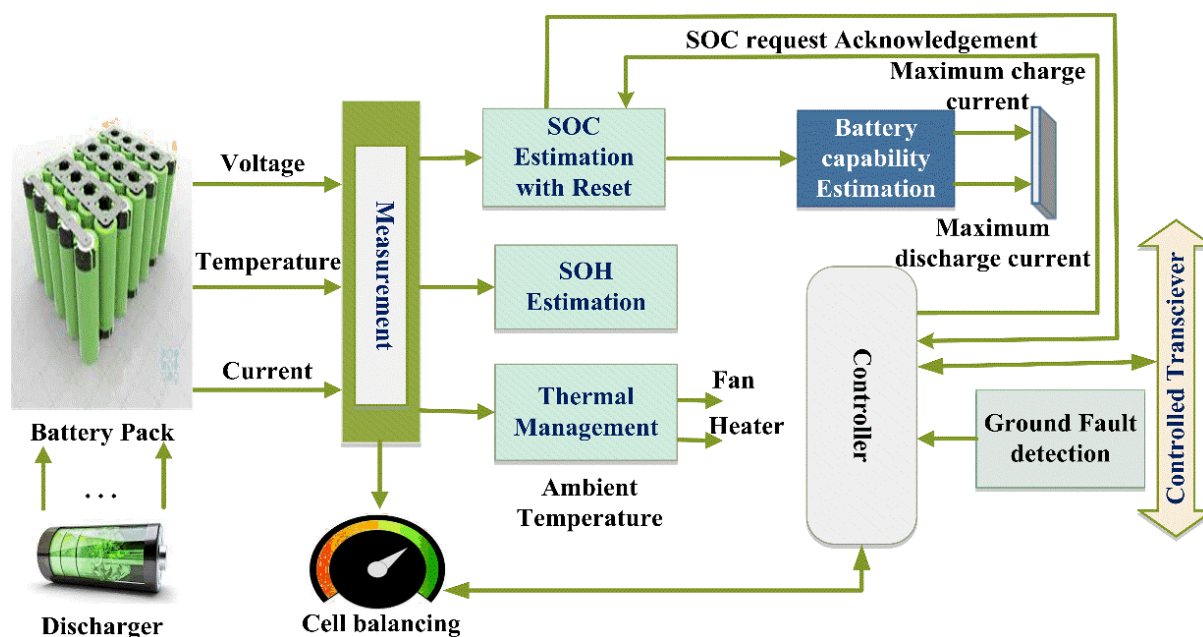 SOC request Acknowledgement
Maximum charge
current
SOC
Estimation
with Reset
Battery
capability
Estimation
Voltage
Measurement
Maximum
discharge current
Temperature
SOH
Estimation
Controller
Controlled Transciever
Current
Thermal
Management
Fan
Heater
Ground Fault
detection
Battery Pack
...
Ambient
Temperature
Discharger
Cell balancing